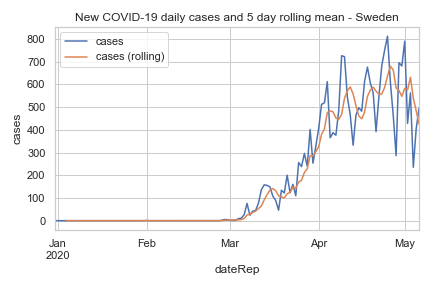 New COVID-19 daily cases and 5 day rolling mean - Sweden
cases
cases (rolling)
800
700
600
500
400
300
200
100
0
cases
Jan Feb Mar Apr May
2020
dateRep